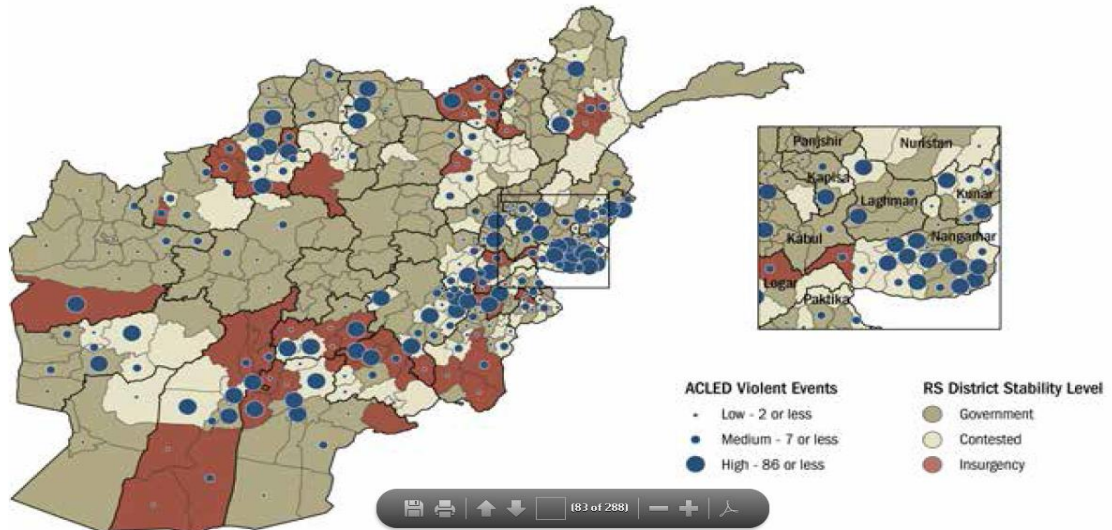 Panjshir
Nuristan
Kapisa
Kunar
Laghman
Kabul
Nangarhar
Logar
Paktika
ACLED Violent Events
Low - 2 or less
Medium - 7 or less
High - 86 or less
RS District Stability Level
Government
Contested
Insurgency
(83 of 288)